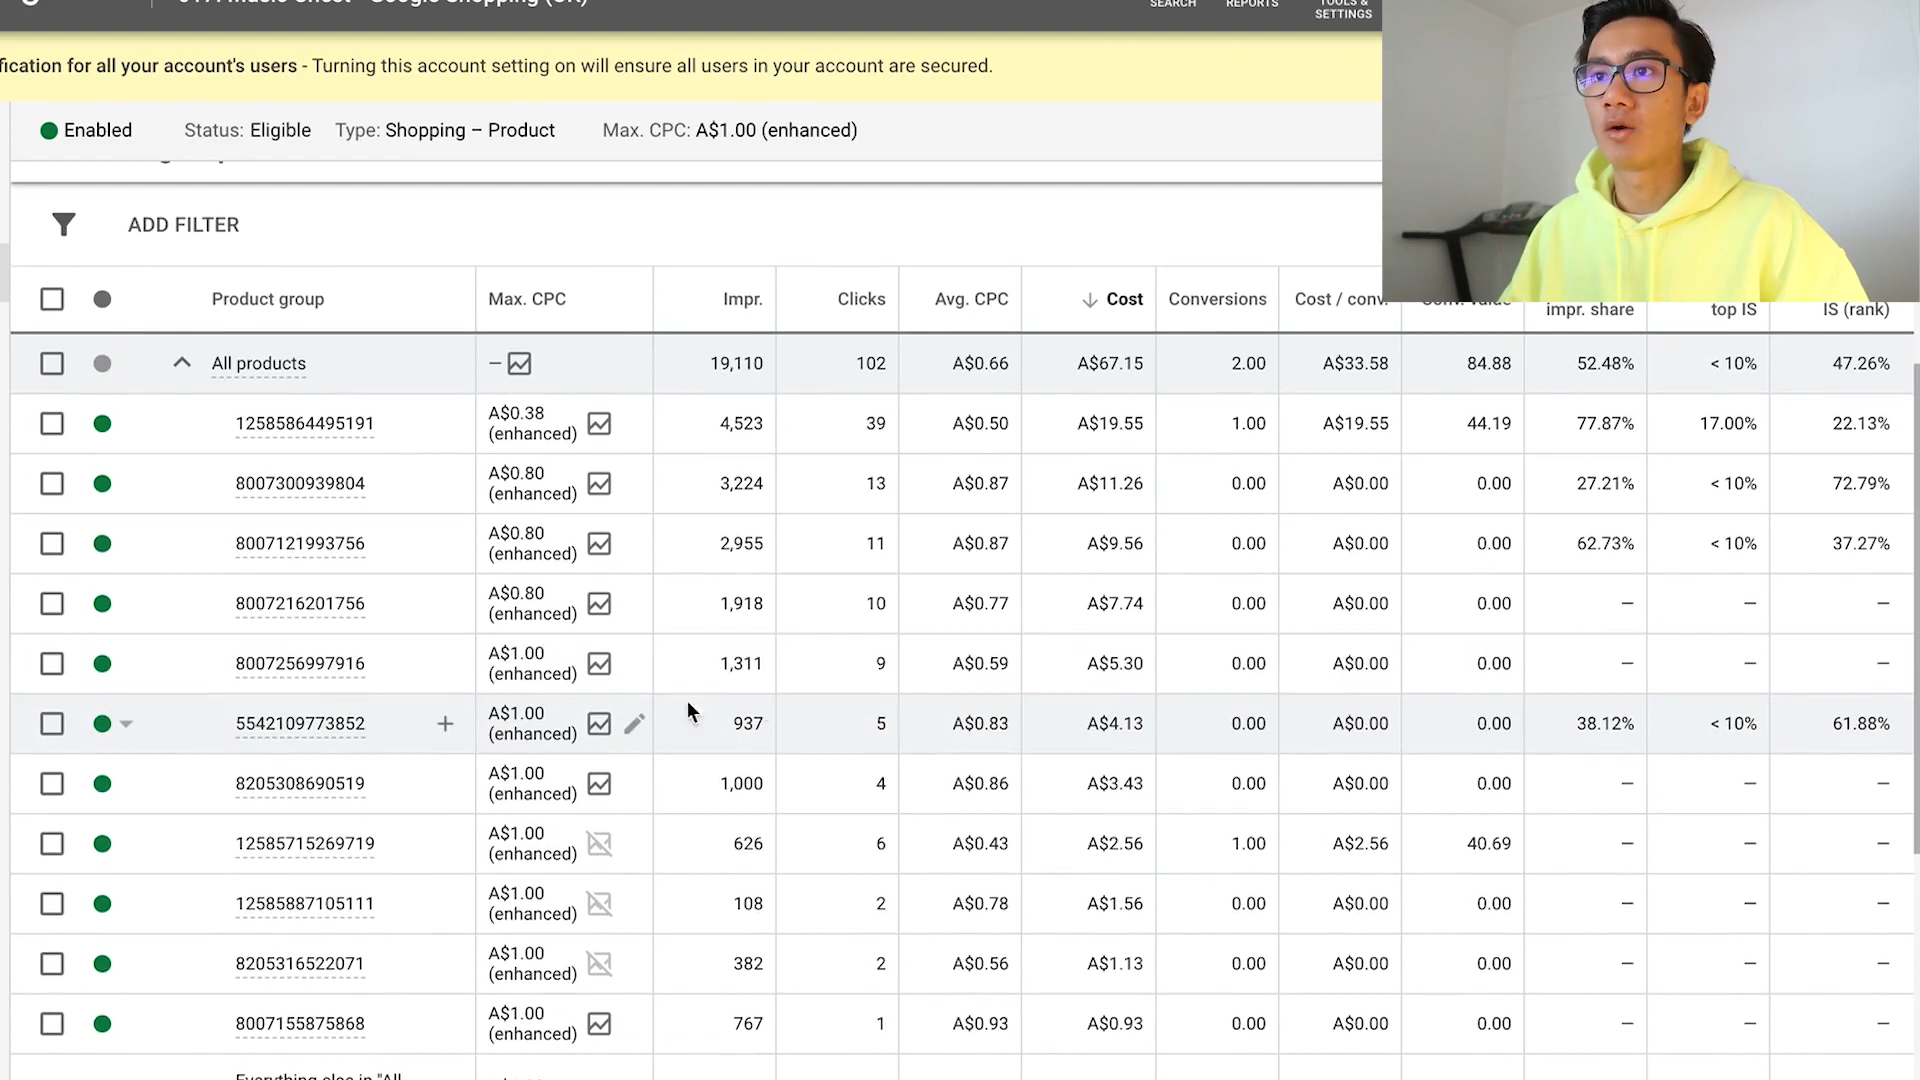 SEARCH REPORTS TOOLS & SETTINGS
fication for all your account's users - Turning this account setting on will ensure all users in your account are secured.
Enabled Status: Eligible Type: Shopping – Product Max. CPC: A$1.00 (enhanced)
ADD FILTER
Product group Max. CPC Impr. Clicks Avg. CPC Cost Conversions Cost / conv. impr. share top IS IS (rank)
All products – 19,110 102 A$0.66 A$67.15 2.00 A$33.58 84.88 52.48% < 10% 47.26%
12585864495191 A$0.38 (enhanced) 4,523 39 A$0.50 A$19.55 1.00 A$19.55 44.19 77.87% 17.00% 22.13%
8007300939804 A$0.80 (enhanced) 3,224 13 A$0.87 A$11.26 0.00 A$0.00 0.00 27.21% < 10% 72.79%
8007121993756 A$0.80 (enhanced) 2,955 11 A$0.87 A$9.56 0.00 A$0.00 0.00 62.73% < 10% 37.27%
8007216201756 A$0.80 (enhanced) 1,918 10 A$0.77 A$7.74 0.00 A$0.00 0.00 – – –
8007256997916 A$1.00 (enhanced) 1,311 9 A$0.59 A$5.30 0.00 A$0.00 0.00 – – –
5542109773852 A$1.00 (enhanced) 937 5 A$0.83 A$4.13 0.00 A$0.00 0.00 38.12% < 10% 61.88%
8205308690519 A$1.00 (enhanced) 1,000 4 A$0.86 A$3.43 0.00 A$0.00 0.00 – – –
12585715269719 A$1.00 (enhanced) 626 6 A$0.43 A$2.56 1.00 A$2.56 40.69 – – –
12585887105111 A$1.00 (enhanced) 108 2 A$0.78 A$1.56 0.00 A$0.00 0.00 – – –
8205316522071 A$1.00 (enhanced) 382 2 A$0.56 A$1.13 0.00 A$0.00 0.00 – – –
8007155875868 A$1.00 (enhanced) 767 1 A$0.93 A$0.93 0.00 A$0.00 0.00 – – –
Everything else in "All